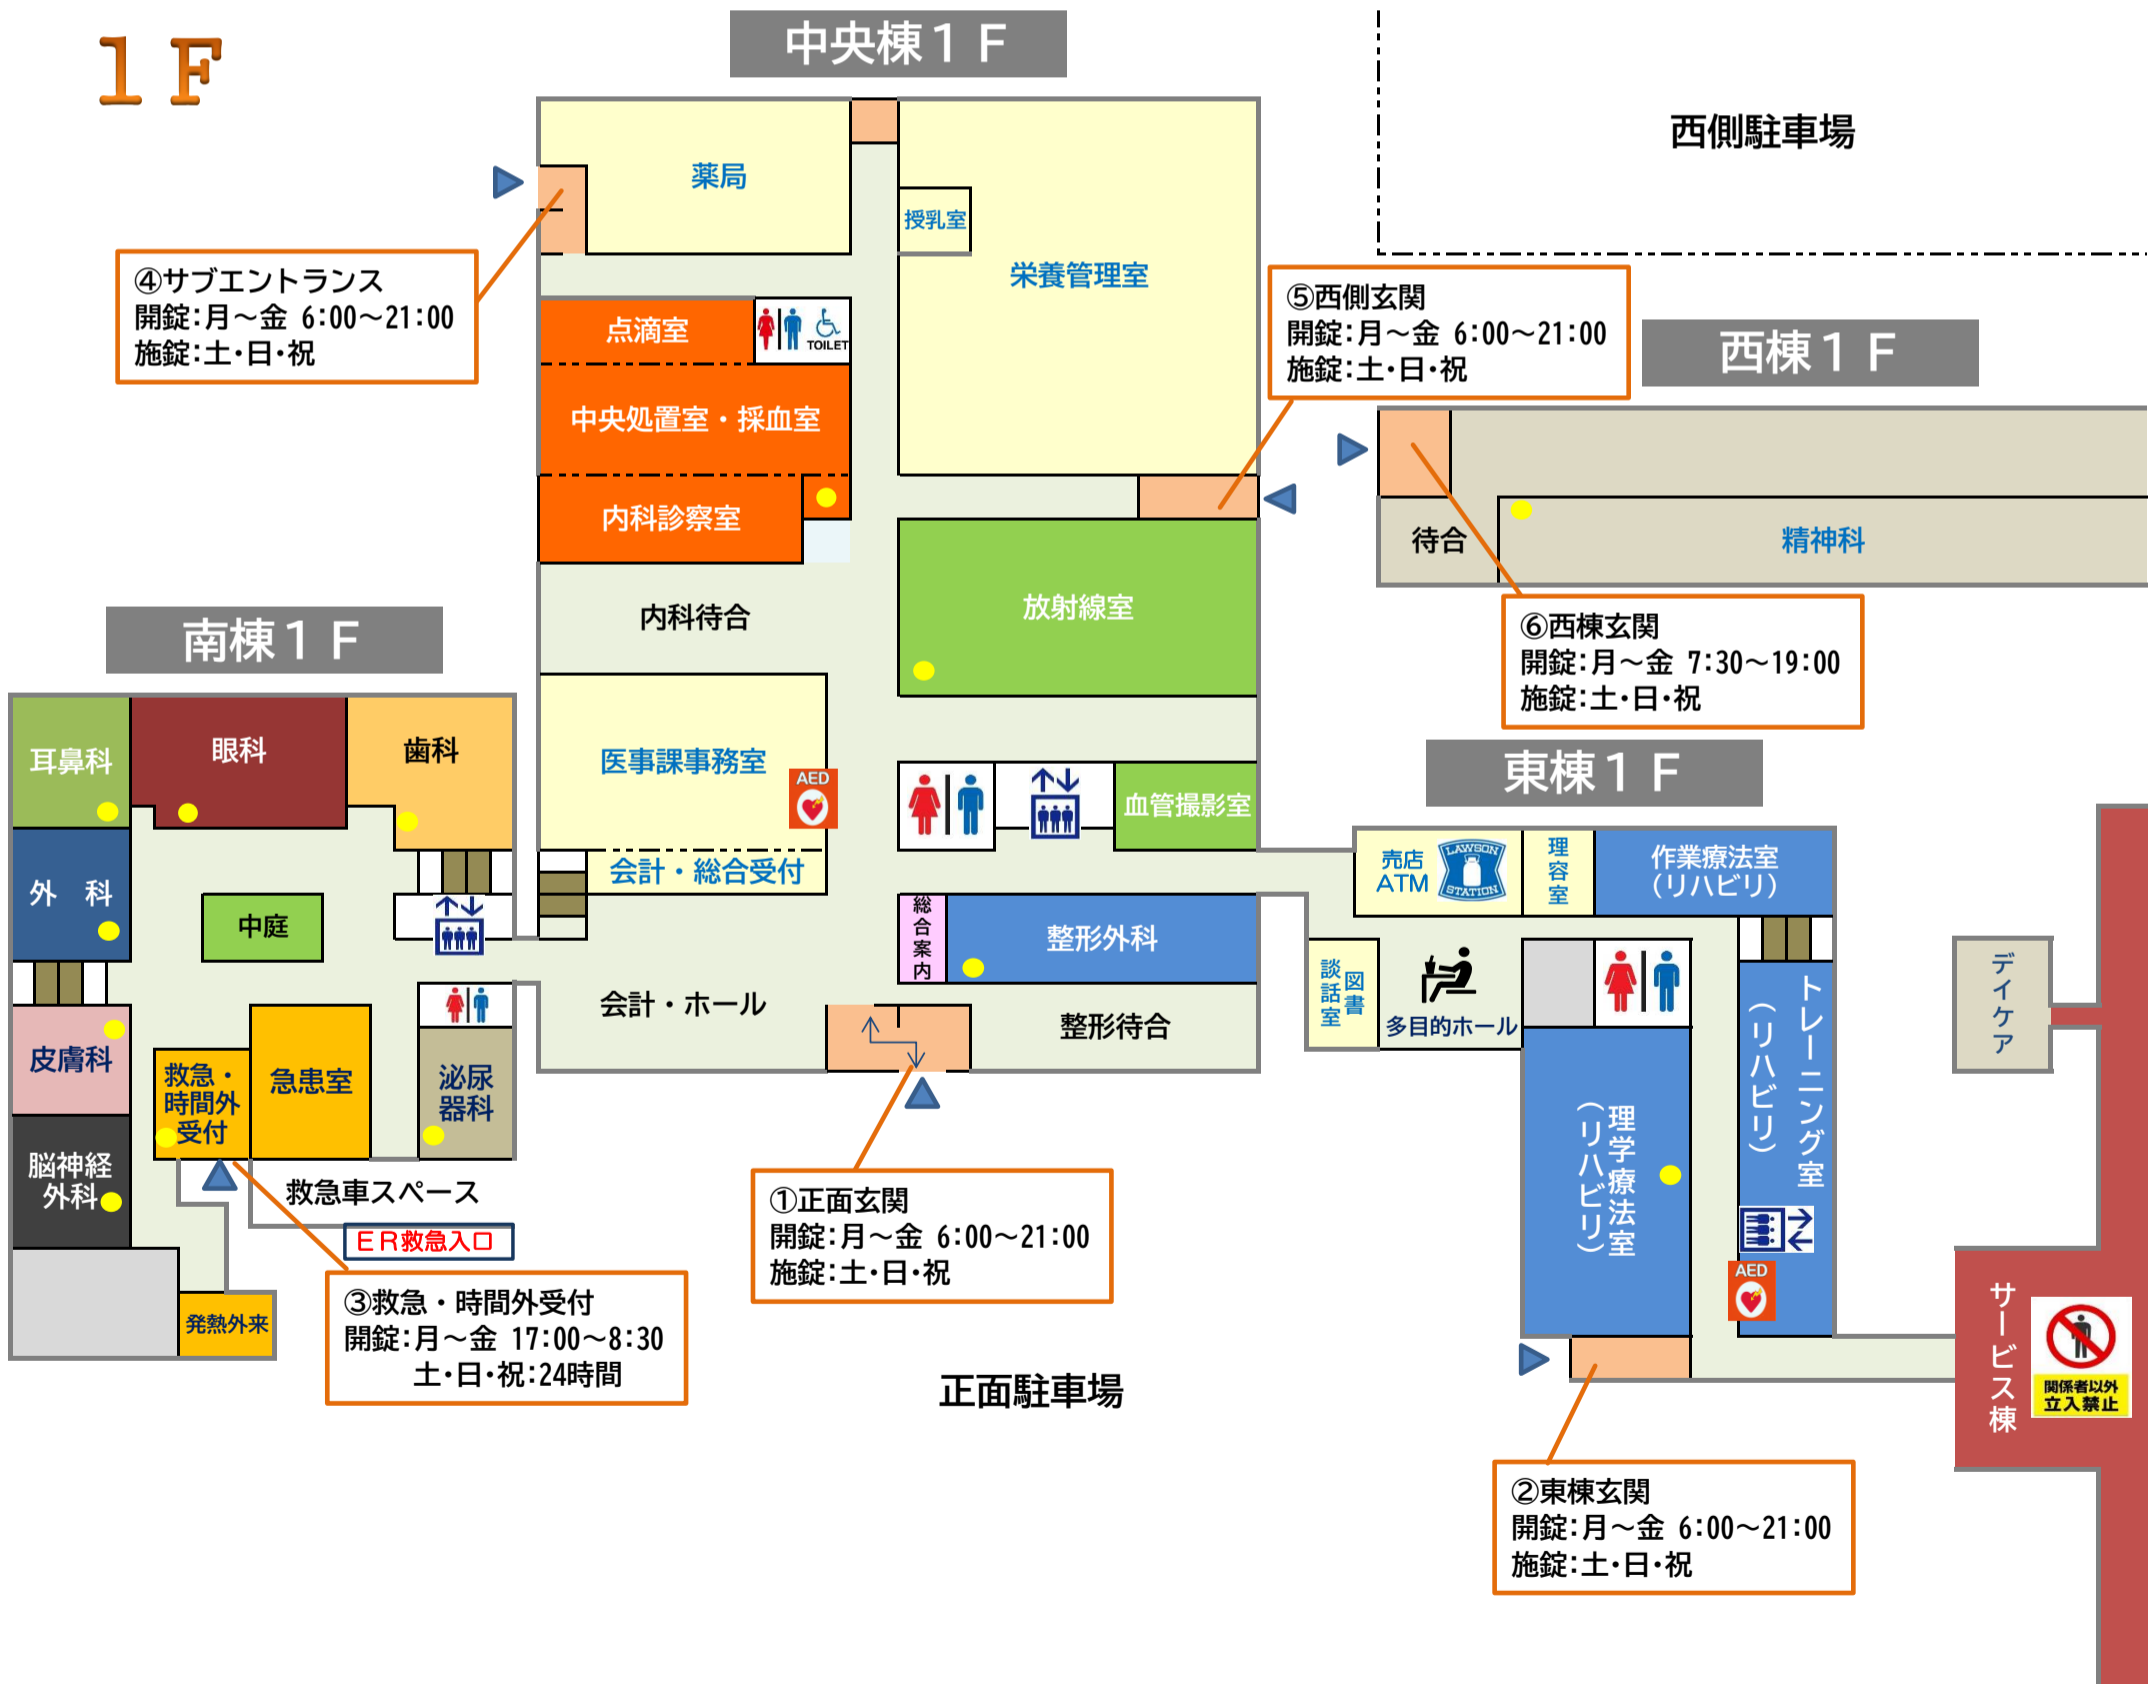 １Ｆ
中央棟１Ｆ
西側駐車場
薬局
授乳室
栄養管理室
④サブエントランス
開錠：月～金 6：00～21：00
施錠：土・日・祝
点滴室
TOILET
中央処置室・採血室
内科診察室
⑤西側玄関
開錠：月～金 6：00～21：00
施錠：土・日・祝
西棟１Ｆ
待合
精神科
⑥西棟玄関
開錠：月～金 7：30～19：00
施錠：土・日・祝
内科待合
放射線室
南棟１Ｆ
耳鼻科
眼科
歯科
医事課事務室
AED
会計・総合受付
血管撮影室
東棟１Ｆ
売店
ATM
LAWSON
STATION
理容室
作業療法室
（リハビリ）
外　科
中庭
総合案内
整形外科
会計・ホール
整形待合
図書
談話室
多目的ホール
トレーニング室
（リハビリ）
デイケア
皮膚科
救急・
時間外
受付
急患室
泌尿
器科
脳神経
外科
救急車スペース
ＥＲ救急入口
発熱外来
③救急・時間外受付
開錠：月～金 17：00～8：30
土・日・祝：24時間
①正面玄関
開錠：月～金 6：00～21：00
施錠：土・日・祝
正面駐車場
理学療法室
（リハビリ）
AED
サービス棟
関係者以外
立入禁止
②東棟玄関
開錠：月～金 6：00～21：00
施錠：土・日・祝